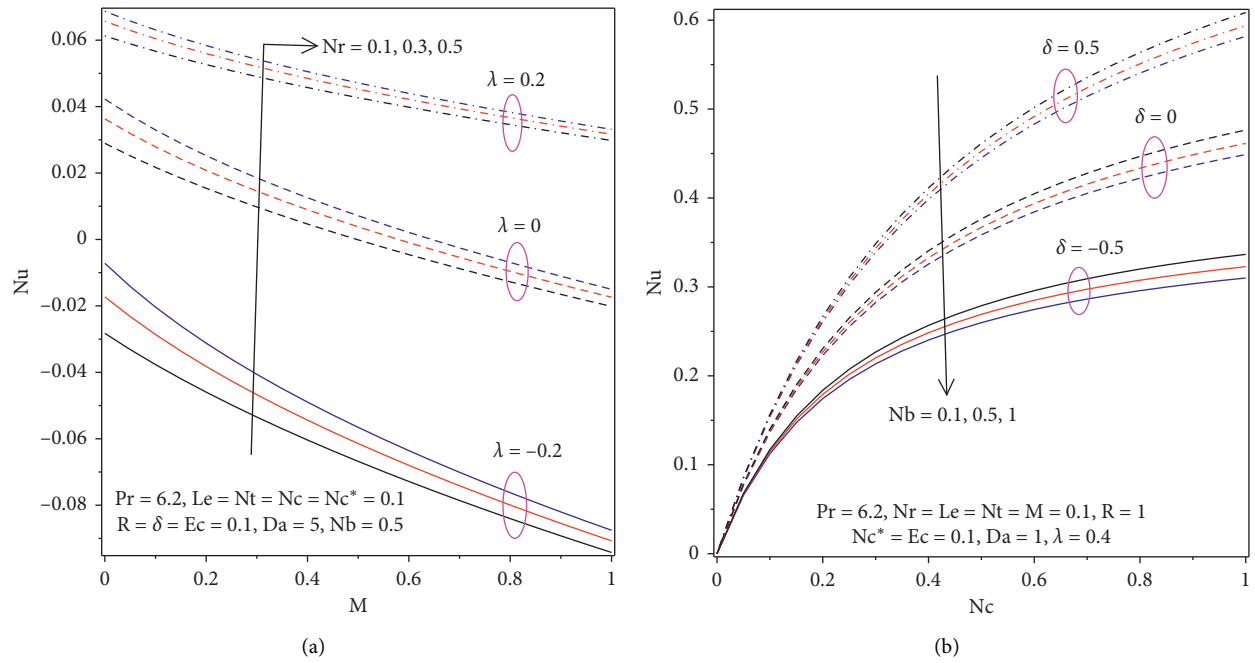 0.06
0.04
0.02
0
−0.02
−0.04
−0.06
−0.08
Nu
Nr = 0.1, 0.3, 0.5
λ = 0.2
λ = 0
λ = −0.2
Pr = 6.2, Le = Nt = Nc = Nc* = 0.1
R = δ = Ec = 0.1, Da = 5, Nb = 0.5
0 0.2 0.4 0.6 0.8 1
M
(a)
0.6
0.5
0.4
0.3
0.2
0.1
0
Nu
δ = 0.5
δ = 0
δ = −0.5
Nb = 0.1, 0.5, 1
Pr = 6.2, Nr = Le = Nt = M = 0.1, R = 1
Nc* = Ec = 0.1, Da = 1, λ = 0.4
0 0.2 0.4 0.6 0.8 1
Nc
(b)